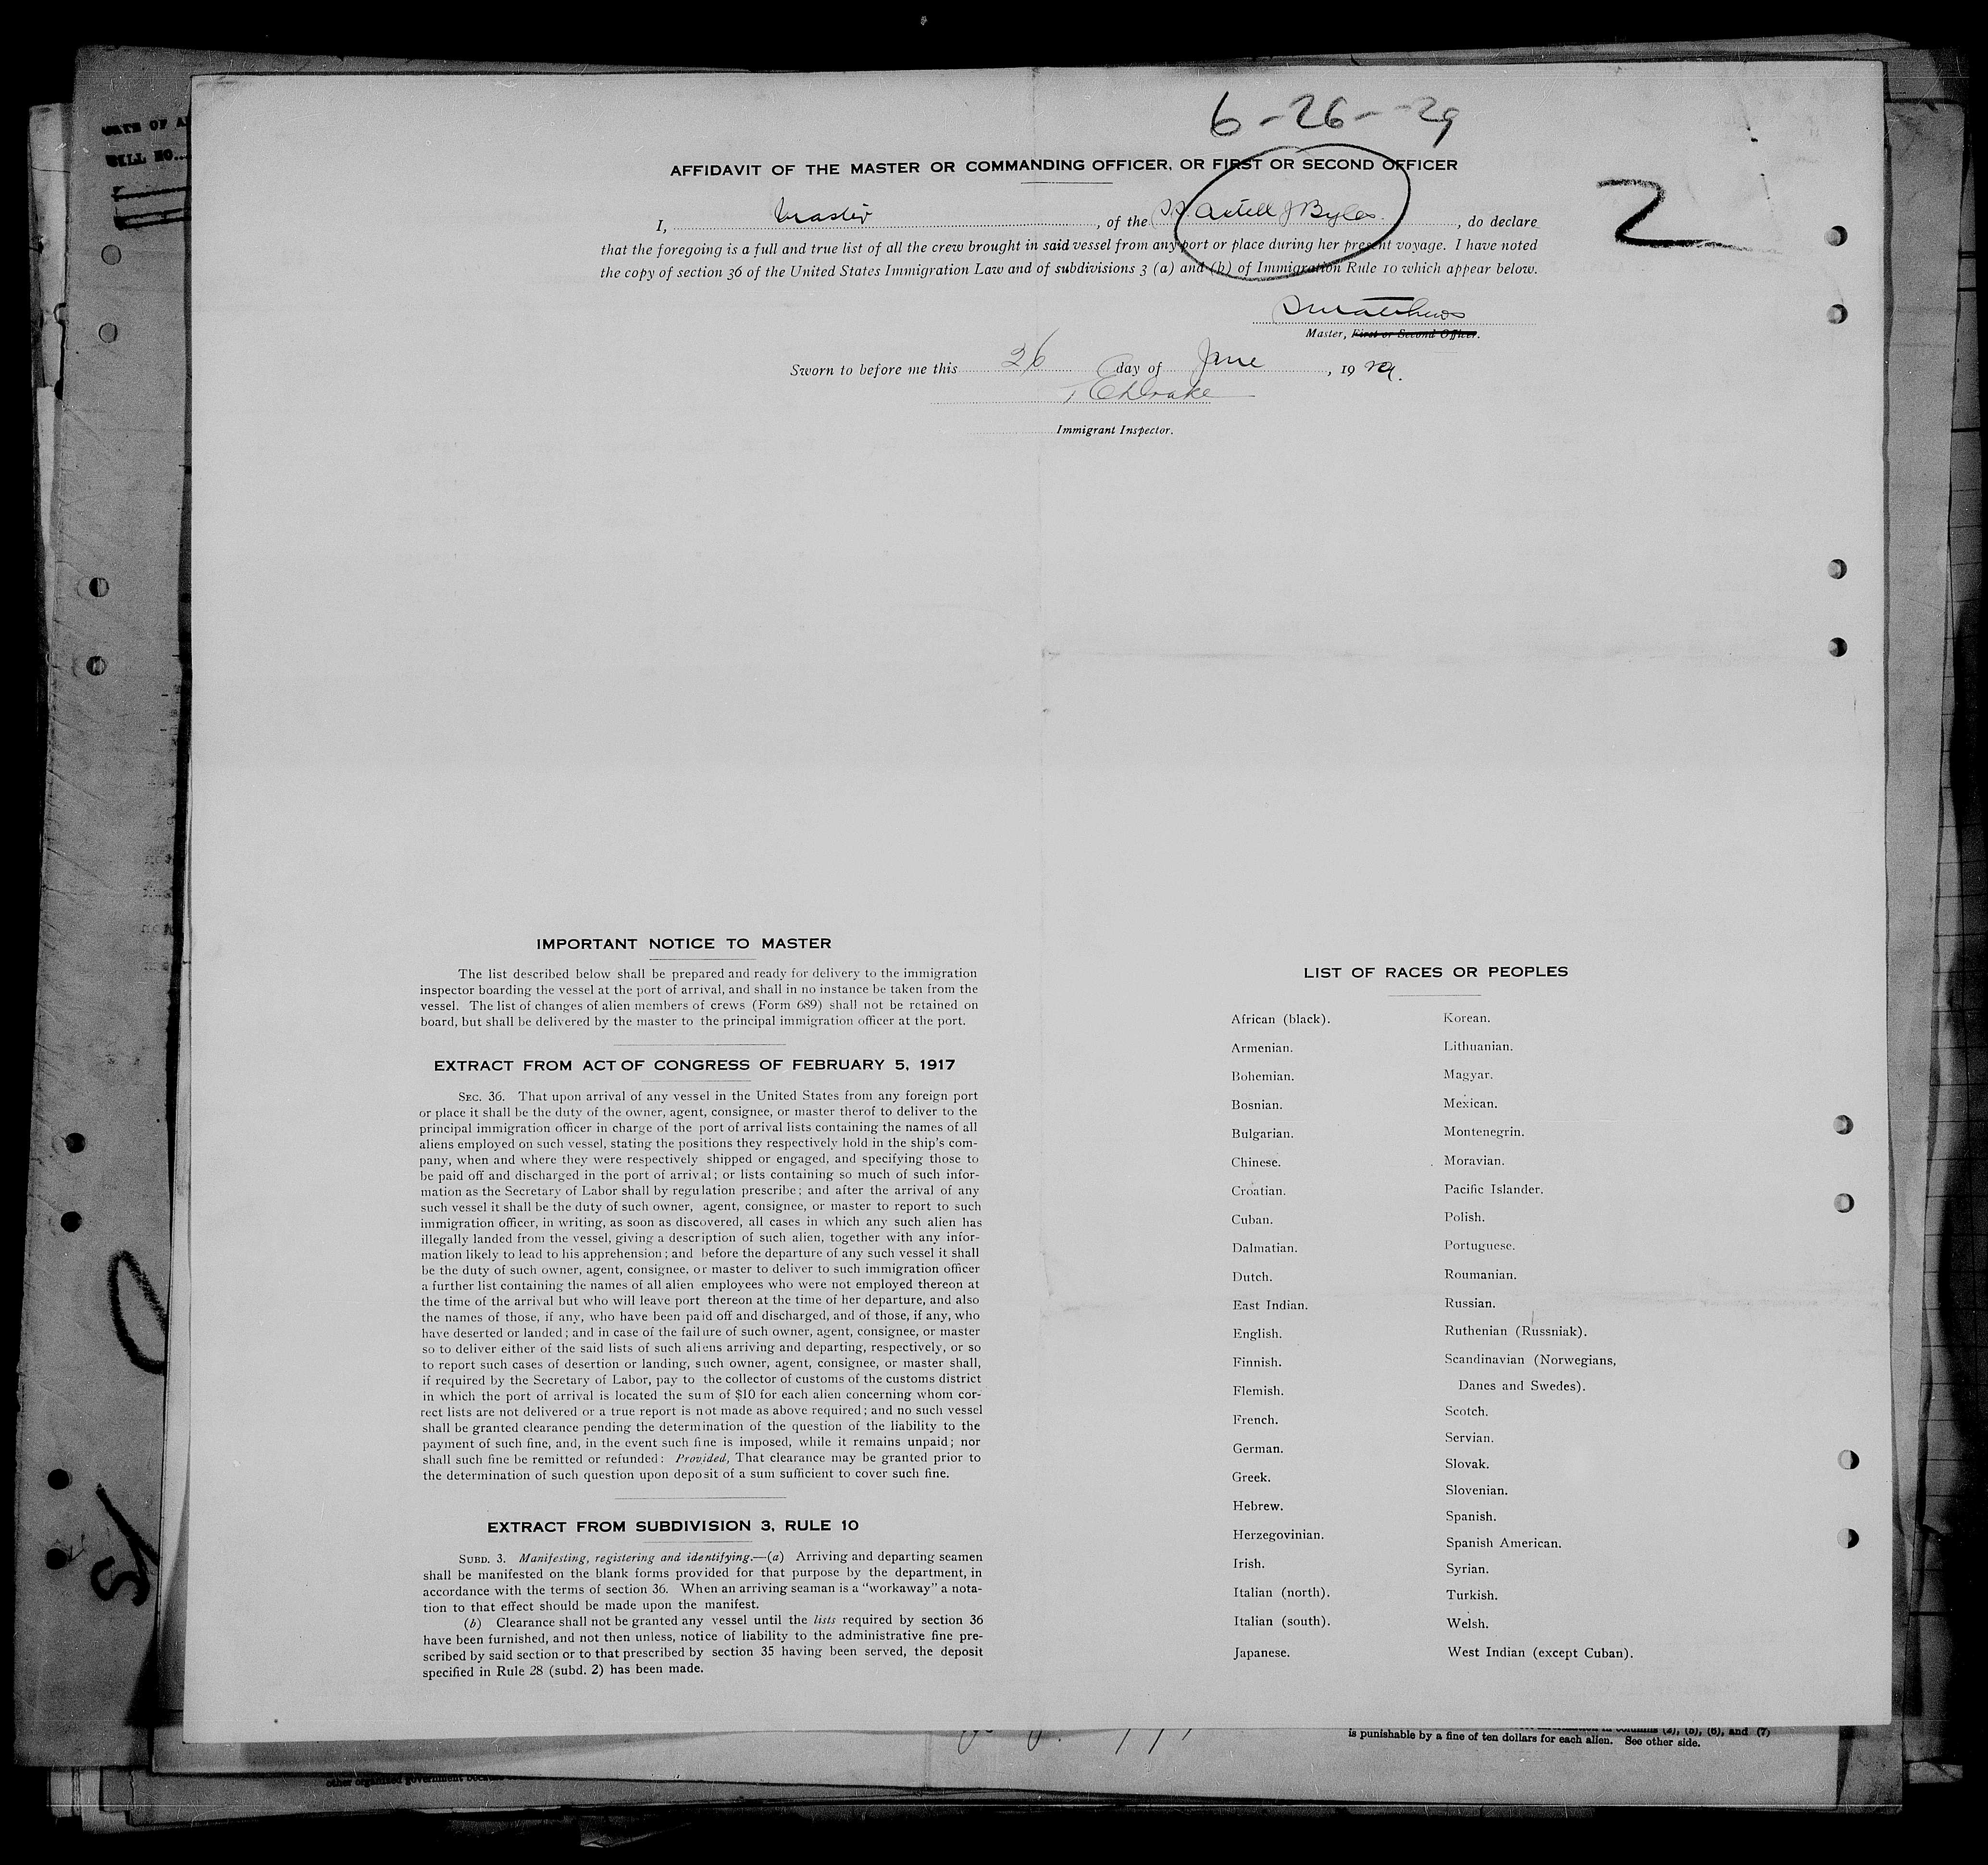 6-26-29
AFFIDAVIT OF THE MASTER OR COMMANDING OFFICER, OR FIRST OR SECOND OFFICER
2
I, Master, of the S.S. Axtell J Byles, do declare
that the foregoing is a full and true list of all the crew brought in said vessel from any port or place during her present voyage. I have noted
the copy of section 36 of the United States Immigration Law and of subdivisions 3 (a) and (b) of Immigration Rule 10 which appear below.
Matthews
Master, First or Second Officer.
Sworn to before me this 26 day of June, 1929.
Drake
Immigrant Inspector.
IMPORTANT NOTICE TO MASTER
The list described below shall be prepared and ready for delivery to the immigration
inspector boarding the vessel at the port of arrival, and shall in no instance be taken from the
vessel. The list of changes of alien members of crews (Form 689) shall not be retained on
board, but shall be delivered by the master to the principal immigration officer at the port.
EXTRACT FROM ACT OF CONGRESS OF FEBRUARY 5, 1917
SEC. 36. That upon arrival of any vessel in the United States from any foreign port
or place it shall be the duty of the owner, agent, consignee, or master therof to deliver to the
principal immigration officer in charge of the port of arrival lists containing the names of all
aliens employed on such vessel, stating the positions they respectively hold in the ship's com-
pany, when and where they were respectively shipped or engaged, and specifying those to
be paid off and discharged in the port of arrival; or lists containing so much of such infor-
mation as the Secretary of Labor shall by regulation prescribe; and after the arrival of any
such vessel it shall be the duty of such owner, agent, consignee, or master to report to such
immigration officer, in writing, as soon as discovered, all cases in which any such alien has
illegally landed from the vessel, giving a description of such alien, together with any infor-
mation likely to lead to his apprehension; and before the departure of any such vessel it shall
be the duty of such owner, agent, consignee, or master to deliver to such immigration officer
a further list containing the names of all alien employees who were not employed thereon at
the time of the arrival but who will leave port thereon at the time of her departure, and also
the names of those, if any, who have been paid off and discharged, and of those, if any, who
have deserted or landed; and in case of the failure of such owner, agent, consignee, or master
so to deliver either of the said lists of such aliens arriving and departing, respectively, or so
to report such cases of desertion or landing, such owner, agent, consignee, or master shall,
if required by the Secretary of Labor, pay to the collector of customs of the customs district
in which the port of arrival is located the sum of $10 for each alien concerning whom cor-
rect lists are not delivered or a true report is not made as above required; and no such vessel
shall be granted clearance pending the determination of the question of the liability to the
payment of such fine, and, in the event such fine is imposed, while it remains unpaid; nor
shall such fine be remitted or refunded: Provided, That clearance may be granted prior to
the determination of such question upon deposit of a sum sufficient to cover such fine.
EXTRACT FROM SUBDIVISION 3, RULE 10
SUBD. 3. Manifesting, registering and identifying.—(a) Arriving and departing seamen
shall be manifested on the blank forms provided for that purpose by the department, in
accordance with the terms of section 36. When an arriving seaman is a "workaway" a nota-
tion to that effect should be made upon the manifest.
(b) Clearance shall not be granted any vessel until the lists required by section 36
have been furnished, and not then unless, notice of liability to the administrative fine pre-
scribed by said section or to that prescribed by section 35 having been served, the deposit
specified in Rule 28 (subd. 2) has been made.
LIST OF RACES OR PEOPLES
African (black).
Armenian.
Bohemian.
Bosnian.
Bulgarian.
Chinese.
Croatian.
Cuban.
Dalmatian.
Dutch.
East Indian.
English.
Finnish.
Flemish.
French.
German.
Greek.
Hebrew.
Herzegovinian.
Irish.
Italian (north).
Italian (south).
Japanese.
Korean.
Lithuanian.
Magyar.
Mexican.
Montenegrin.
Moravian.
Pacific Islander.
Polish.
Portuguese.
Roumanian.
Russian.
Ruthenian (Russniak).
Scandinavian (Norwegians,
Danes and Swedes).
Scotch.
Servian.
Slovak.
Slovenian.
Spanish.
Spanish American.
Syrian.
Turkish.
Welsh.
West Indian (except Cuban).
columns (2), (5), (6), and (7)
is punishable by a fine of ten dollars for each alien. See other side.
other organized government